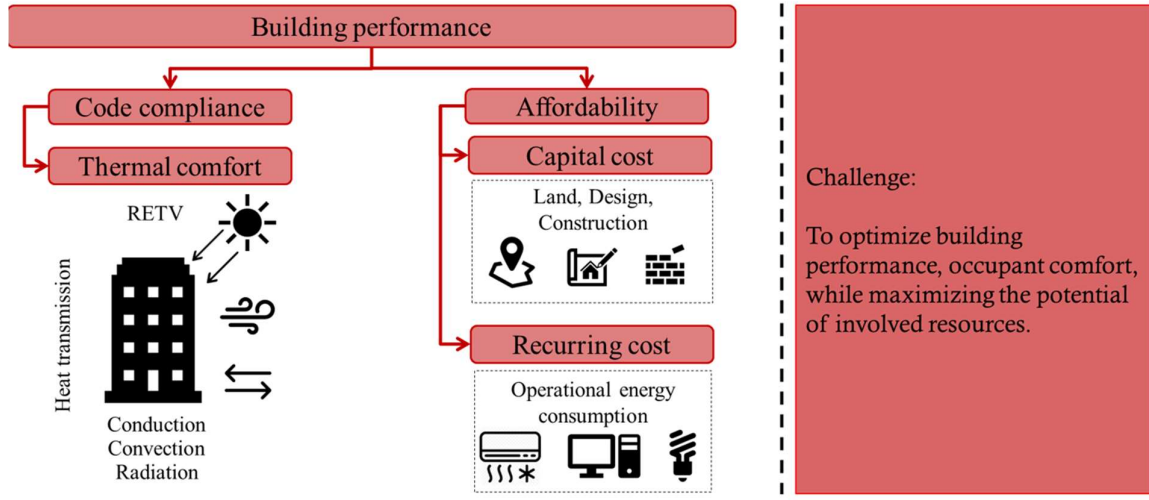 Building performance
Code compliance
Thermal comfort
RETV
Heat transmission
Conduction
Convection
Radiation
Affordability
Capital cost
Land, Design,
Construction
Recurring cost
Operational energy
consumption
Challenge:
To optimize building
performance, occupant comfort,
while maximizing the potential
of involved resources.